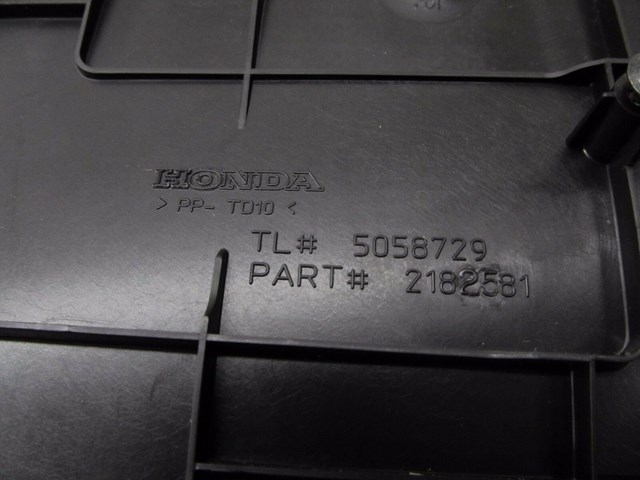 HONDA
> PP- TD10 <
TL# 5058729
PART# 2182581